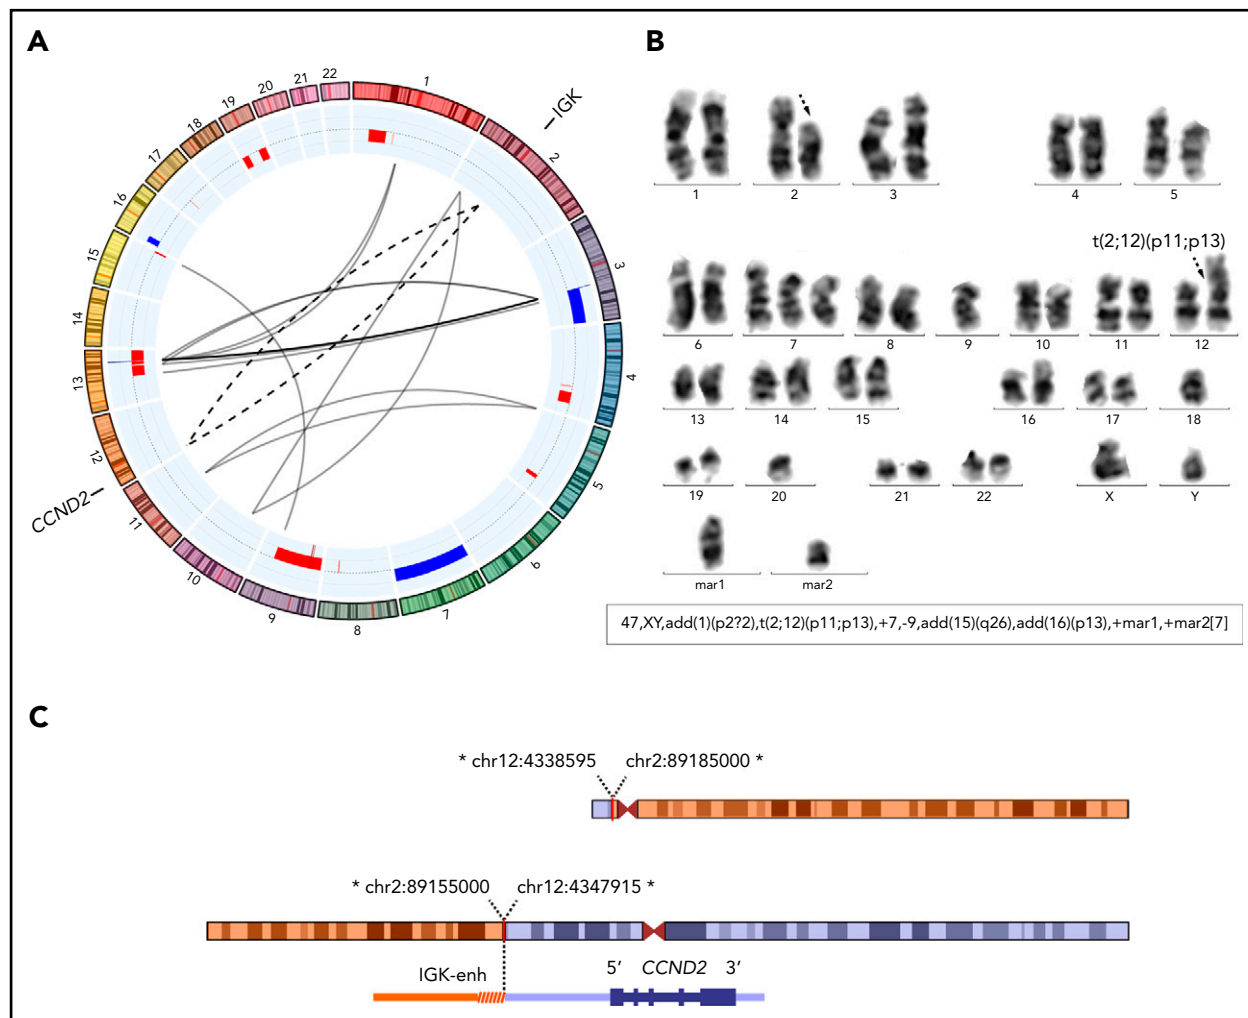 A
1
2
3
4
5
6
7
8
9
10
11
12
13
14
15
16
17
18
19
20
21
22
IGK
CCND2
B
1 2 3 4 5
t(2;12)(p11;p13)
6 7 8 9 10 11 12
13 14 15 16 17 18
19 20 21 22 X Y
mar1 mar2
47,XY,add(1)(p2?2),t(2;12)(p11;p13),+7,-9,add(15)(q26),add(16)(p13),+mar1,+mar2[7]
C
* chr12:4338595 chr2:89185000 *
* chr2:89155000 chr12:4347915 *
IGK-enh 5′ CCND2 3′